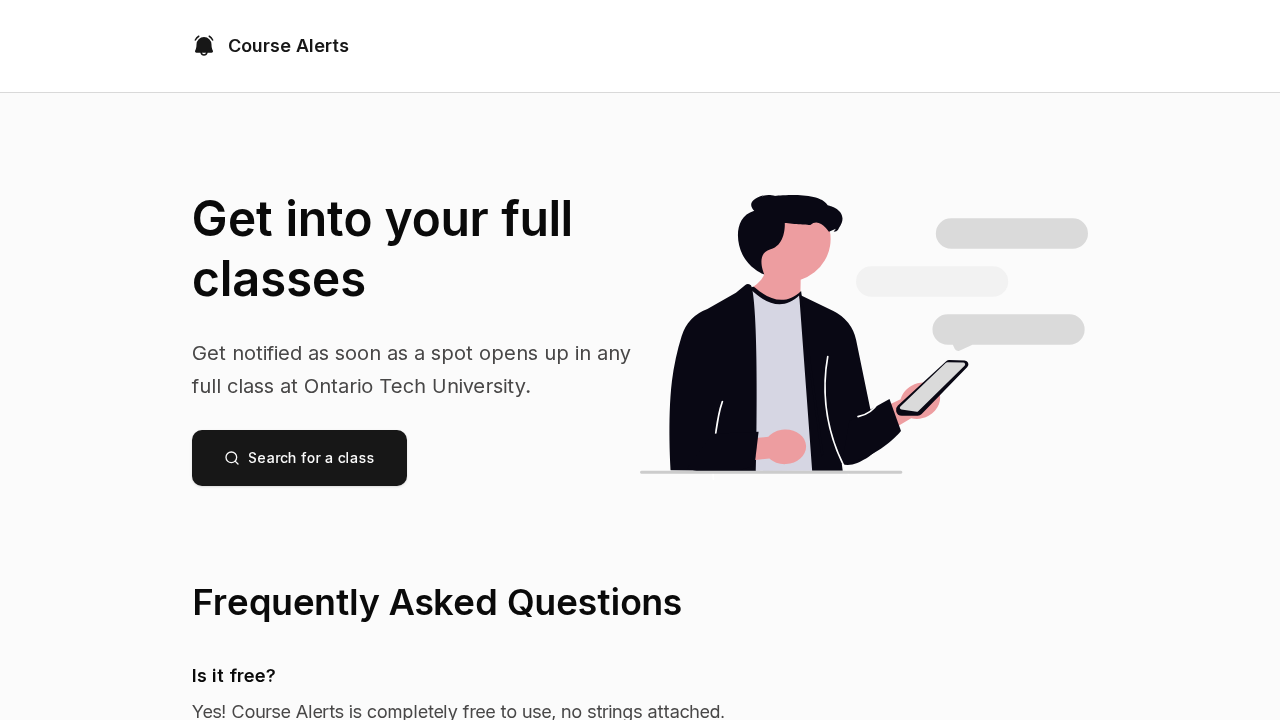 Course Alerts
Get into your full
classes
Get notified as soon as a spot opens up in any
full class at Ontario Tech University.
Search for a class
Frequently Asked Questions
Is it free?
Yes! Course Alerts is completely free to use, no strings attached.